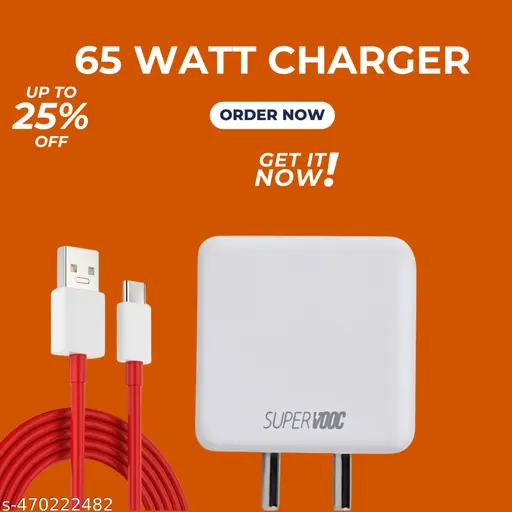 65 WATT CHARGER
UP TO
25%
OFF
ORDER NOW
GET IT
NOW!
SUPERVOOC
s-470222482